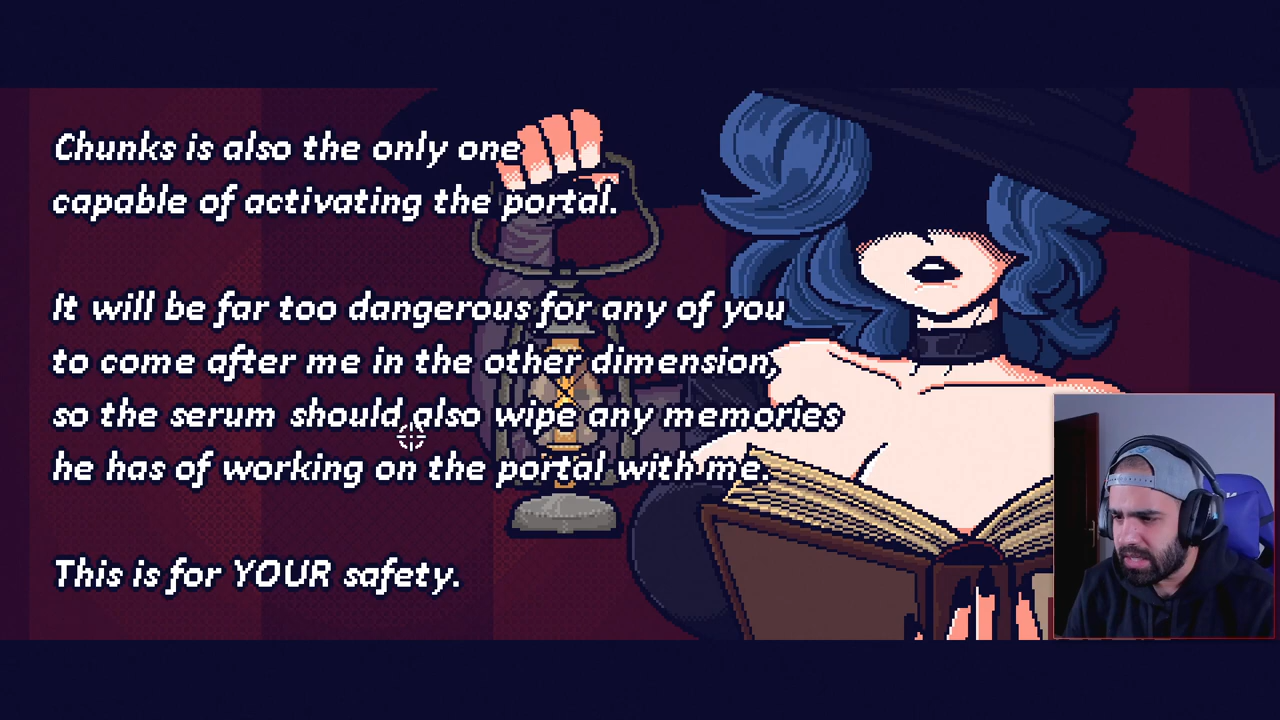 Chunks is also the only one
capable of activating the portal.
It will be far too dangerous for any of you
to come after me in the other dimension,
so the serum should also wipe any memories
he has of working on the portal with me.
This is for YOUR safety.